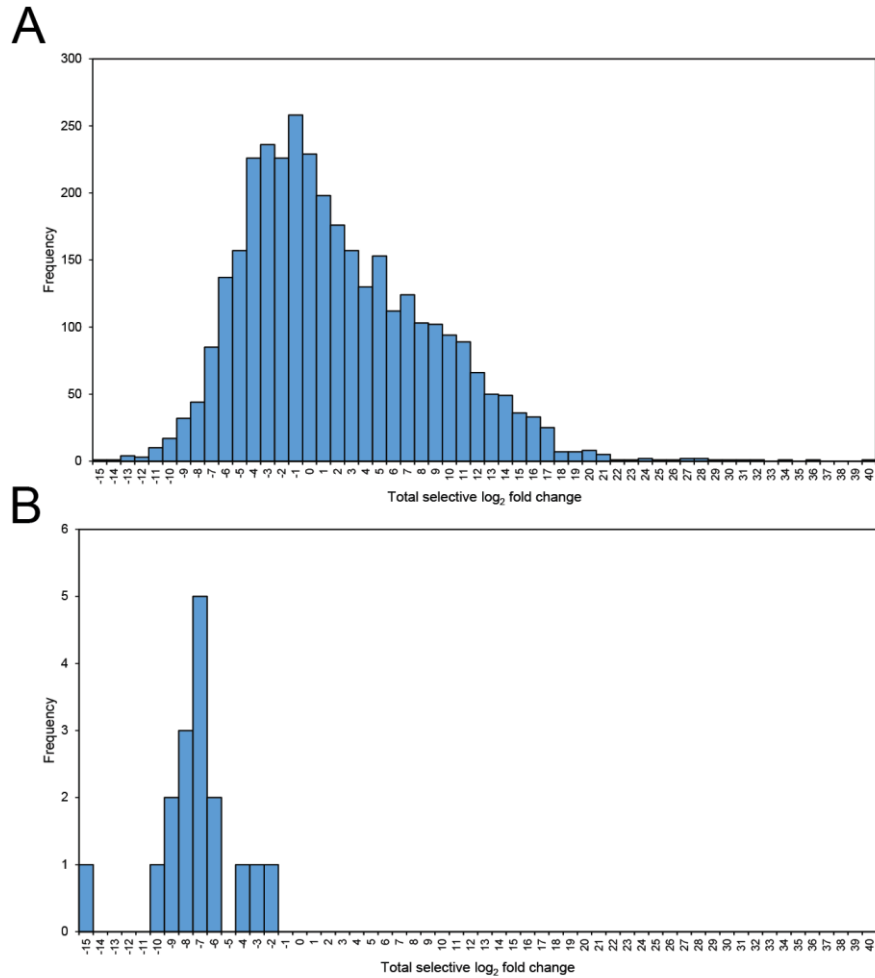 A
300
250
200
150
100
50
0
Frequency
-15 -14 -13 -12 -11 -10 -9 -8 -7 -6 -5 -4 -3 -2 -1 0 1 2 3 4 5 6 7 8 9 10 11 12 13 14 15 16 17 18 19 20 21 22 23 24 25 26 27 28 29 30 31 32 33 34 35 36 37 38 39 40
Total selective log₂ fold change
B
6
5
4
3
2
1
0
Frequency
-15 -14 -13 -12 -11 -10 -9 -8 -7 -6 -5 -4 -3 -2 -1 0 1 2 3 4 5 6 7 8 9 10 11 12 13 14 15 16 17 18 19 20 21 22 23 24 25 26 27 28 29 30 31 32 33 34 35 36 37 38 39 40
Total selective log₂ fold change